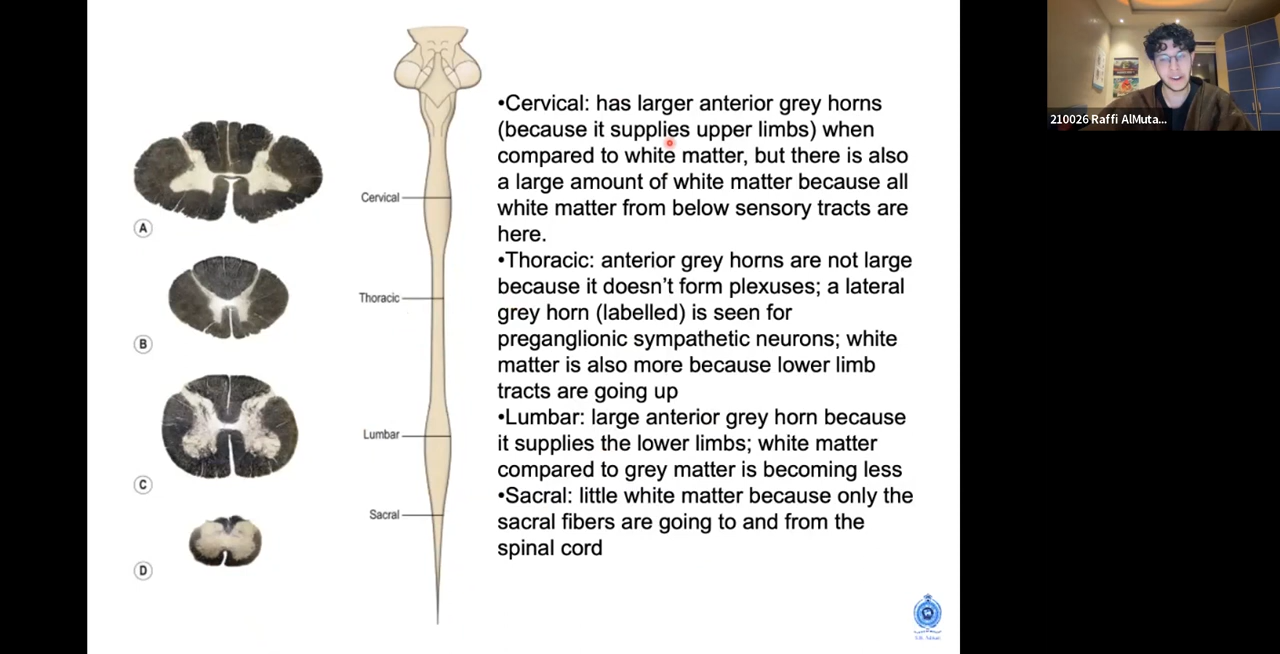 •Cervical: has larger anterior grey horns
(because it supplies upper limbs) when
compared to white matter, but there is also
a large amount of white matter because all
white matter from below sensory tracts are
here.
•Thoracic: anterior grey horns are not large
because it doesn’t form plexuses; a lateral
grey horn (labelled) is seen for
preganglionic sympathetic neurons; white
matter is also more because lower limb
tracts are going up
•Lumbar: large anterior grey horn because
it supplies the lower limbs; white matter
compared to grey matter is becoming less
•Sacral: little white matter because only the
sacral fibers are going to and from the
spinal cord
A
B
C
D
Cervical
Thoracic
Lumbar
Sacral
210026 Raffi AlMuta...